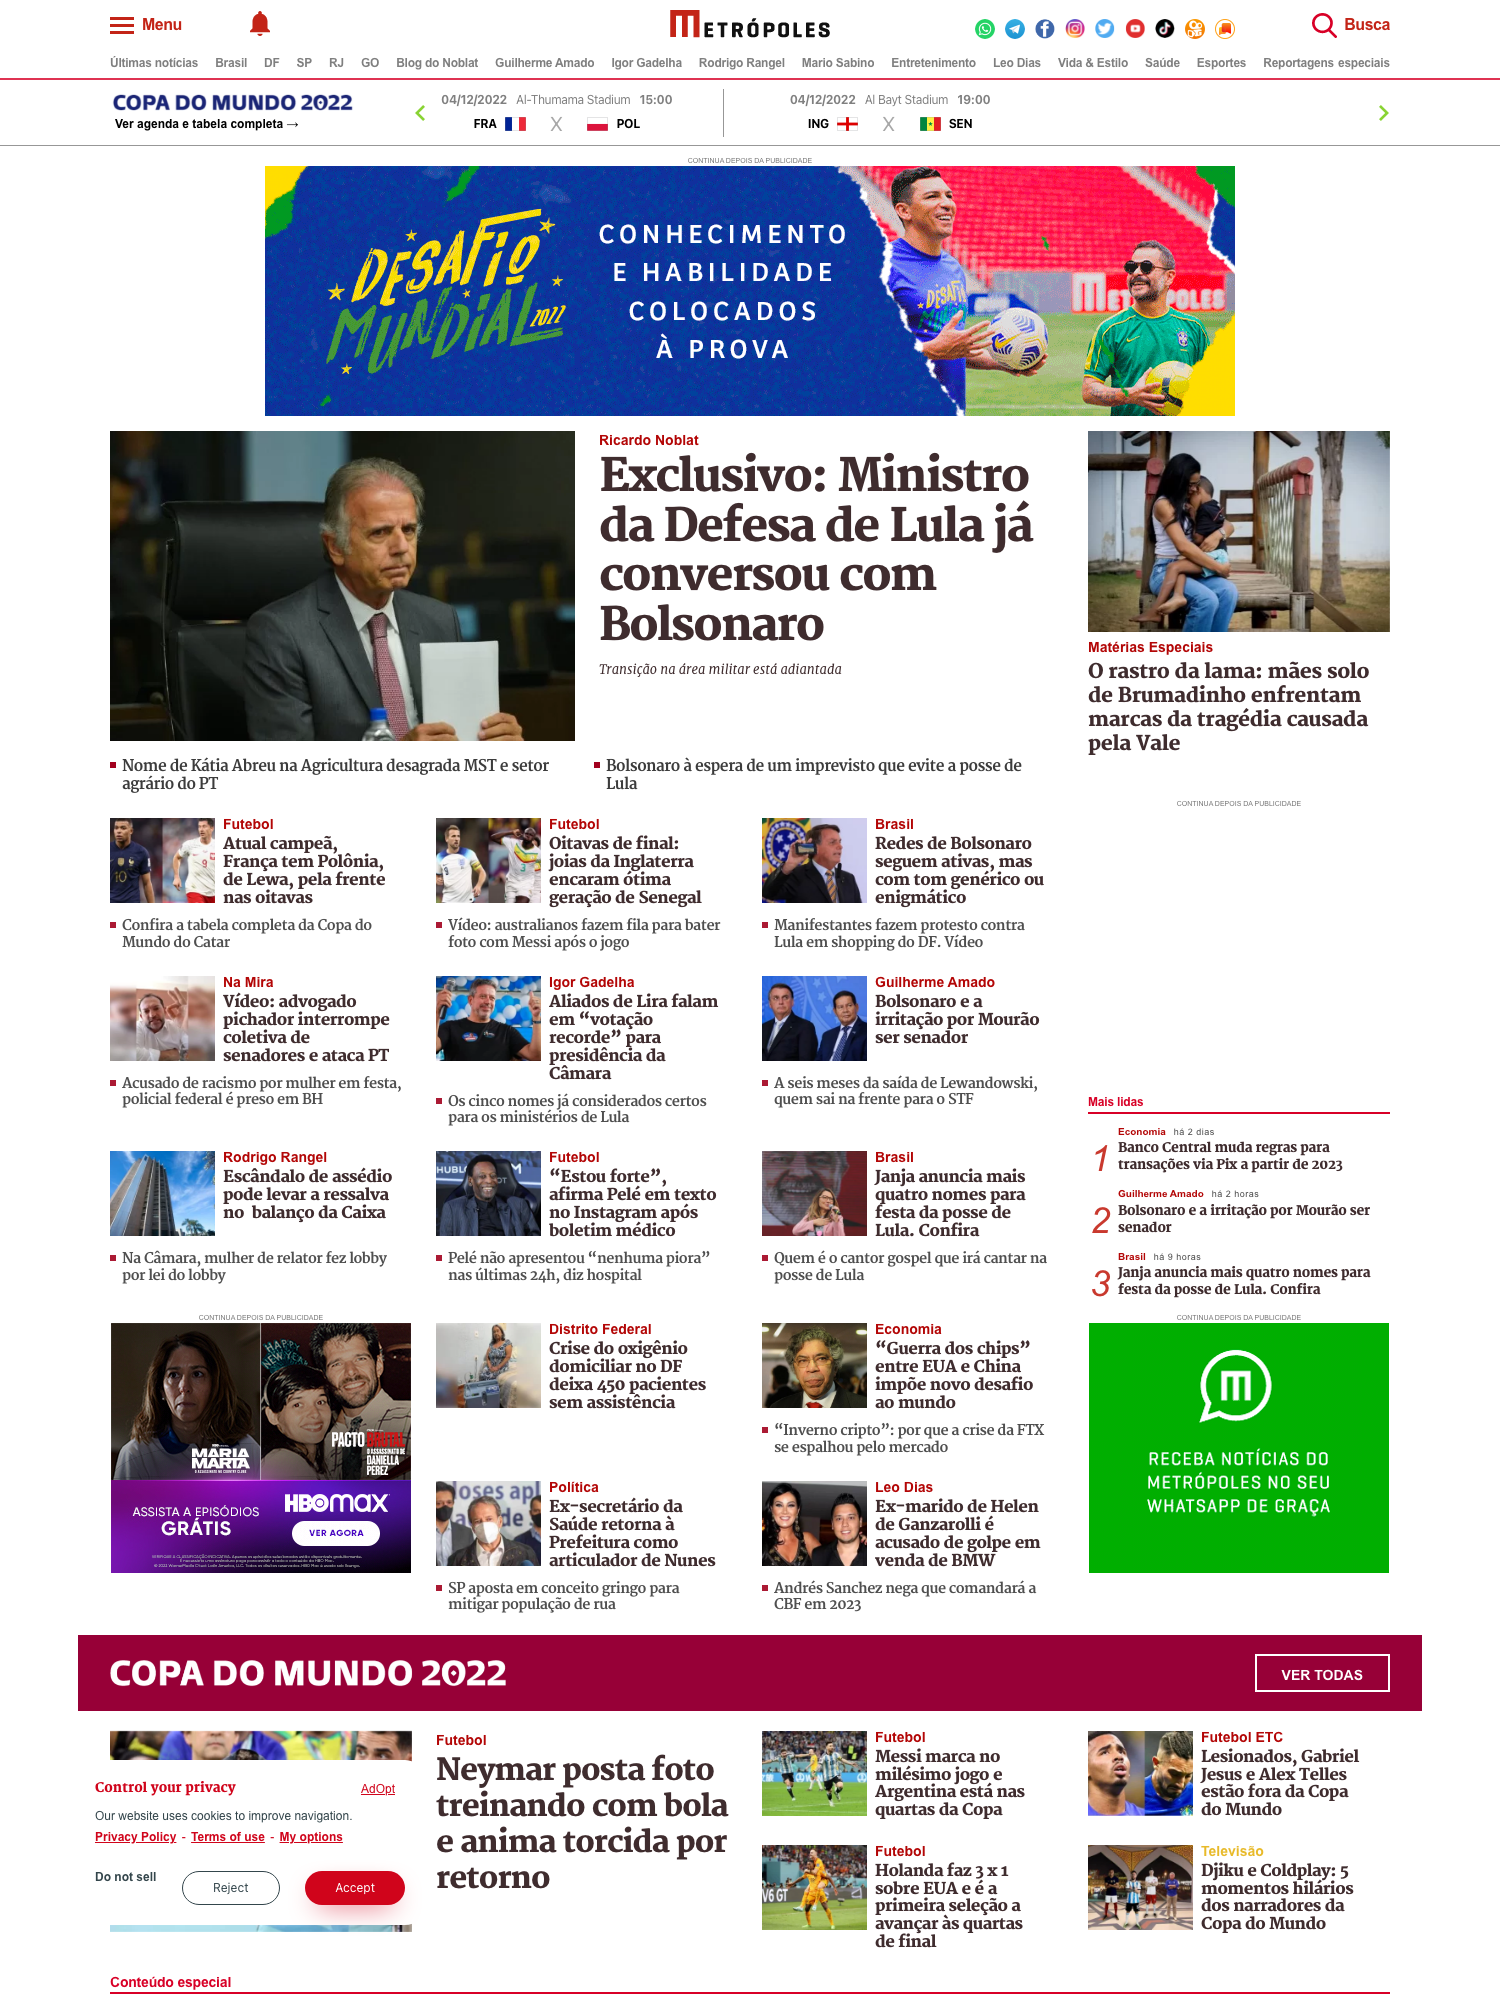 Menu
METRÓPOLES
Busca
Últimas notícias Brasil DF SP RJ GO Blog do Noblat Guilherme Amado Igor Gadelha Rodrigo Rangel Mario Sabino Entretenimento Leo Dias Vida & Estilo Saúde Esportes Reportagens especiais
COPA DO MUNDO 2022
Ver agenda e tabela completa →
04/12/2022 Al-Thumama Stadium 15:00
FRA X POL
04/12/2022 Al Bayt Stadium 19:00
ING X SEN
CONTINUA DEPOIS DA PUBLICIDADE
DESAFIO
MUNDIAL 2022
CONHECIMENTO
E HABILIDADE
COLOCADOS
À PROVA
METRÓPOLES
Ricardo Noblat
Exclusivo: Ministro
da Defesa de Lula já
conversou com
Bolsonaro
Transição na área militar está adiantada
Matérias Especiais
O rastro da lama: mães solo
de Brumadinho enfrentam
marcas da tragédia causada
pela Vale
Nome de Kátia Abreu na Agricultura desagrada MST e setor
agrário do PT
Bolsonaro à espera de um imprevisto que evite a posse de
Lula
CONTINUA DEPOIS DA PUBLICIDADE
Futebol
Atual campeã,
França tem Polônia,
de Lewa, pela frente
nas oitavas
Confira a tabela completa da Copa do
Mundo do Catar
Futebol
Oitavas de final:
joias da Inglaterra
encaram ótima
geração de Senegal
Vídeo: australianos fazem fila para bater
foto com Messi após o jogo
Brasil
Redes de Bolsonaro
seguem ativas, mas
com tom genérico ou
enigmático
Manifestantes fazem protesto contra
Lula em shopping do DF. Vídeo
Na Mira
Vídeo: advogado
pichador interrompe
coletiva de
senadores e ataca PT
Acusado de racismo por mulher em festa,
policial federal é preso em BH
Igor Gadelha
Aliados de Lira falam
em “votação
recorde” para
presidência da
Câmara
Os cinco nomes já considerados certos
para os ministérios de Lula
Guilherme Amado
Bolsonaro e a
irritação por Mourão
ser senador
A seis meses da saída de Lewandowski,
quem sai na frente para o STF
Mais lidas
Economia há 2 dias
1 Banco Central muda regras para
transações via Pix a partir de 2023
Guilherme Amado há 2 horas
2 Bolsonaro e a irritação por Mourão ser
senador
Brasil há 9 horas
3 Janja anuncia mais quatro nomes para
festa da posse de Lula. Confira
Rodrigo Rangel
Escândalo de assédio
pode levar a ressalva
no balanço da Caixa
Na Câmara, mulher de relator fez lobby
por lei do lobby
Futebol
“Estou forte”,
afirma Pelé em texto
no Instagram após
boletim médico
Pelé não apresentou “nenhuma piora”
nas últimas 24h, diz hospital
Brasil
Janja anuncia mais
quatro nomes para
festa da posse de
Lula. Confira
Quem é o cantor gospel que irá cantar na
posse de Lula
CONTINUA DEPOIS DA PUBLICIDADE
HAPPY
NEW YEAR
MARIA
MARTA
PACTO BRUTAL
O ASSASSINATO DE
DANIELLA
PEREZ
ASSISTA A EPISÓDIOS
GRÁTIS
HBOMAX
VER AGORA
Distrito Federal
Crise do oxigênio
domiciliar no DF
deixa 450 pacientes
sem assistência
Economia
“Guerra dos chips”
entre EUA e China
impõe novo desafio
ao mundo
“Inverno cripto”: por que a crise da FTX
se espalhou pelo mercado
CONTINUA DEPOIS DA PUBLICIDADE
M
RECEBA NOTÍCIAS DO
METRÓPOLES NO SEU
WHATSAPP DE GRAÇA
Política
Ex-secretário da
Saúde retorna à
Prefeitura como
articulador de Nunes
SP aposta em conceito gringo para
mitigar população de rua
Leo Dias
Ex-marido de Helen
de Ganzarolli é
acusado de golpe em
venda de BMW
Andrés Sanchez nega que comandará a
CBF em 2023
COPA DO MUNDO 2022
VER TODAS
Futebol
Neymar posta foto
treinando com bola
e anima torcida por
retorno
Futebol
Messi marca no
milésimo jogo e
Argentina está nas
quartas da Copa
Futebol ETC
Lesionados, Gabriel
Jesus e Alex Telles
estão fora da Copa
do Mundo
Futebol
Holanda faz 3 x 1
sobre EUA e é a
primeira seleção a
avançar às quartas
de final
Televisão
Djiku e Coldplay: 5
momentos hilários
dos narradores da
Copa do Mundo
Control your privacy
AdOpt
Our website uses cookies to improve navigation.
Privacy Policy - Terms of use - My options
Do not sell
Reject
Accept
Conteúdo especial